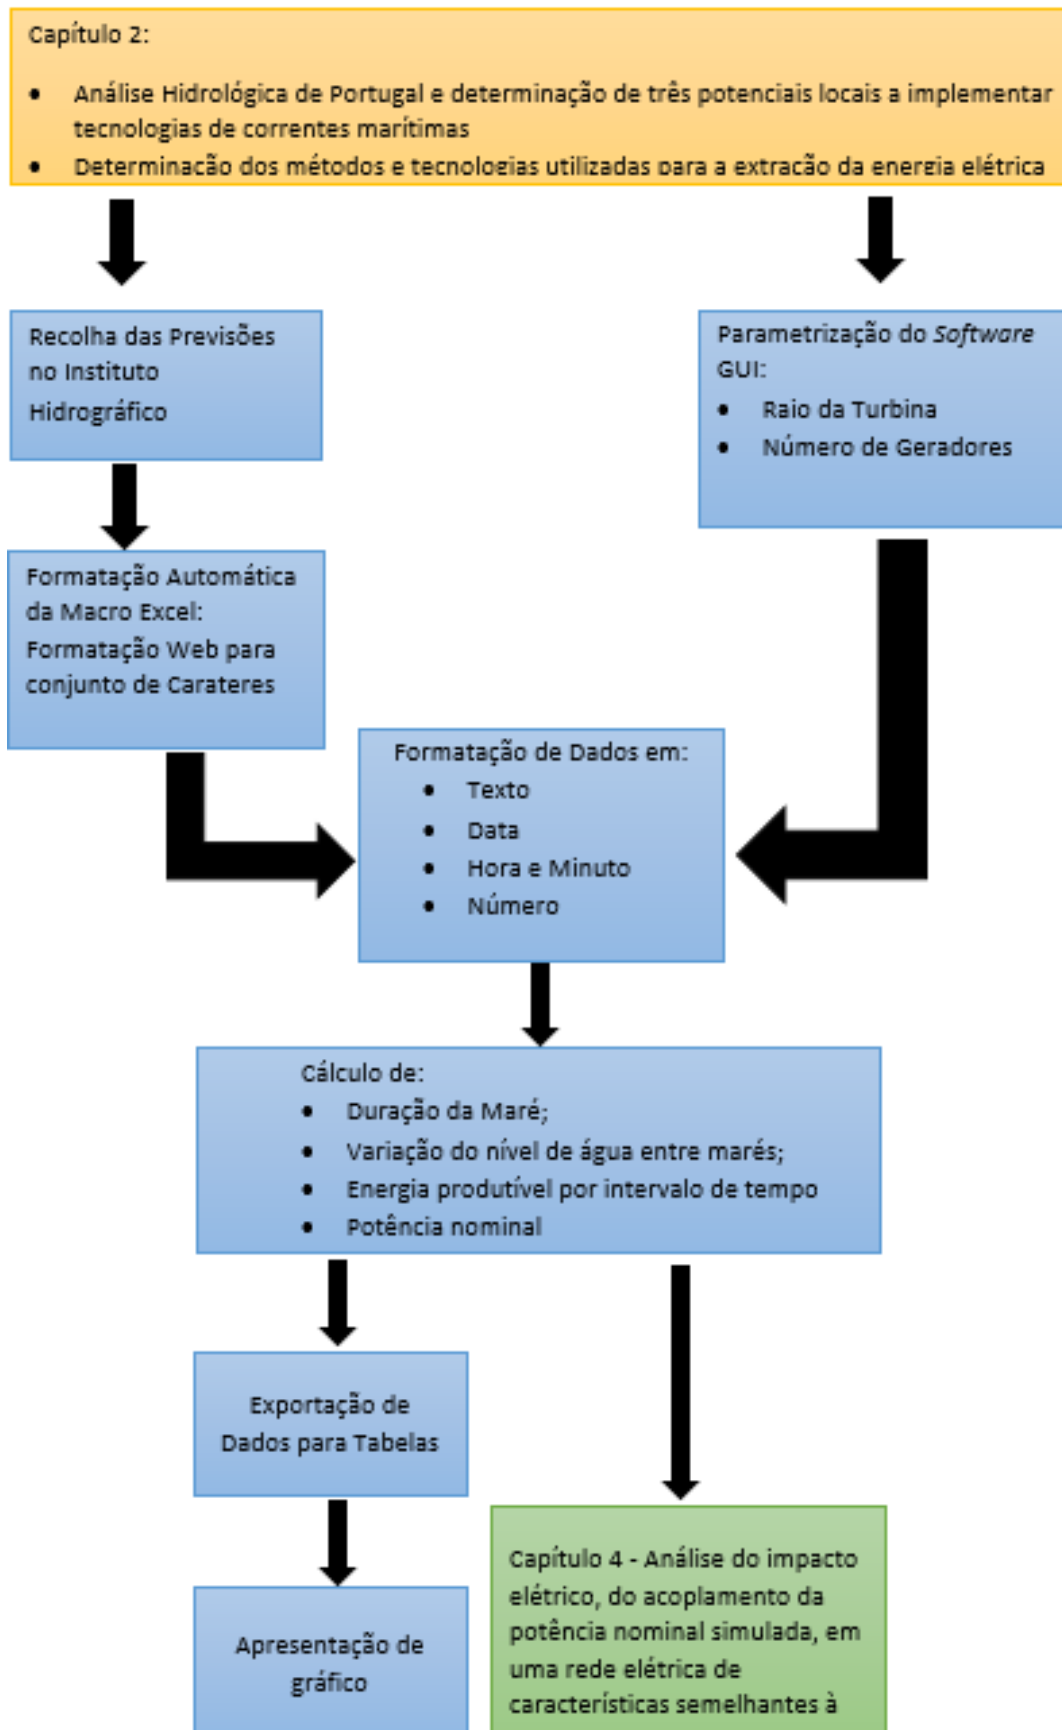 Capítulo 2:
• Análise Hidrológica de Portugal e determinação de três potenciais locais a implementar
tecnologias de correntes marítimas
• Determinação dos métodos e tecnologias utilizadas para a extração da energia elétrica
Recolha das Previsões
no Instituto
Hidrográfico
Parametrização do Software
GUI:
• Raio da Turbina
• Número de Geradores
Formatação Automática
da Macro Excel:
Formatação Web para
conjunto de Carateres
Formatação de Dados em:
• Texto
• Data
• Hora e Minuto
• Número
Cálculo de:
• Duração da Maré;
• Variação do nível de água entre marés;
• Energia produtível por intervalo de tempo
• Potência nominal
Exportação de
Dados para Tabelas
Apresentação de
gráfico
Capítulo 4 - Análise do impacto
elétrico, do acoplamento da
potência nominal simulada, em
uma rede elétrica de
características semelhantes à